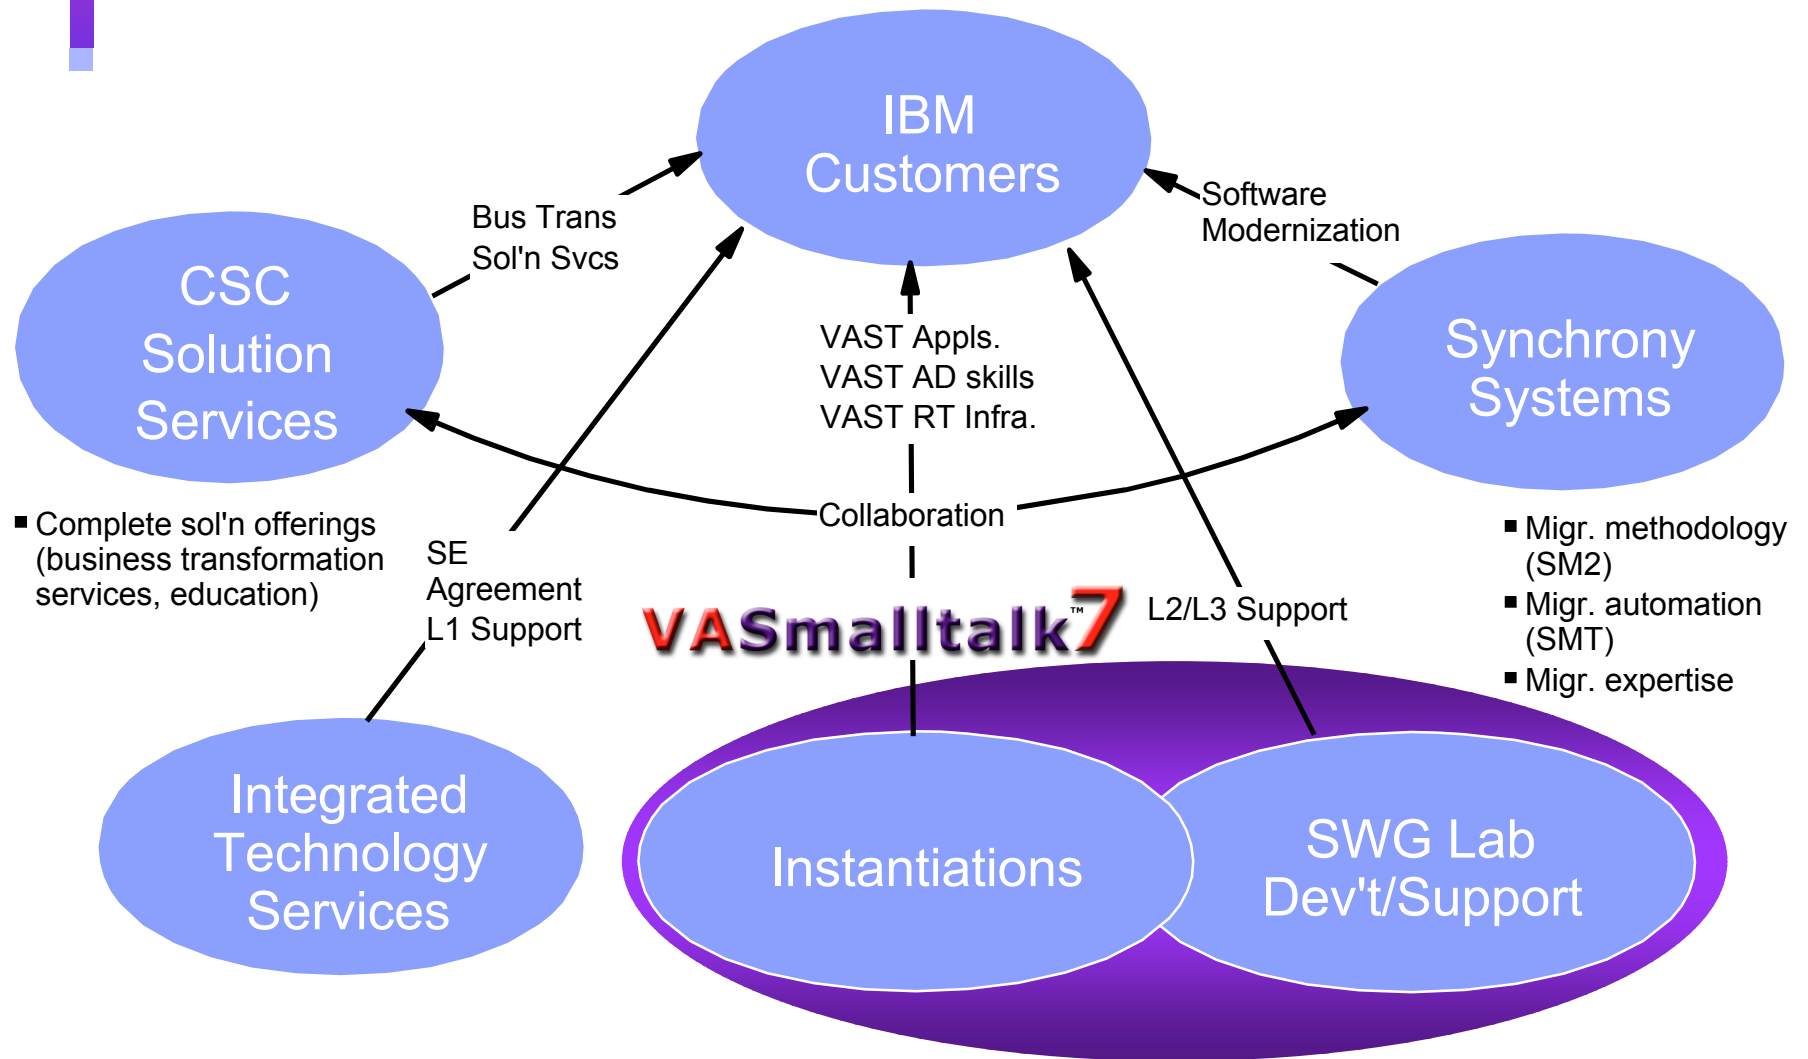 IBM
Customers
Bus Trans
Sol'n Svcs
Software
Modernization
CSC
Solution
Services
VAST Appls.
VAST AD skills
VAST RT Infra.
Synchrony
Systems
Collaboration
▪ Complete sol'n offerings
(business transformation
services, education)
SE
Agreement
L1 Support
VASmalltalk™7
L2/L3 Support
▪ Migr. methodology
(SM2)
▪ Migr. automation
(SMT)
▪ Migr. expertise
Integrated
Technology
Services
Instantiations
SWG Lab
Dev't/Support